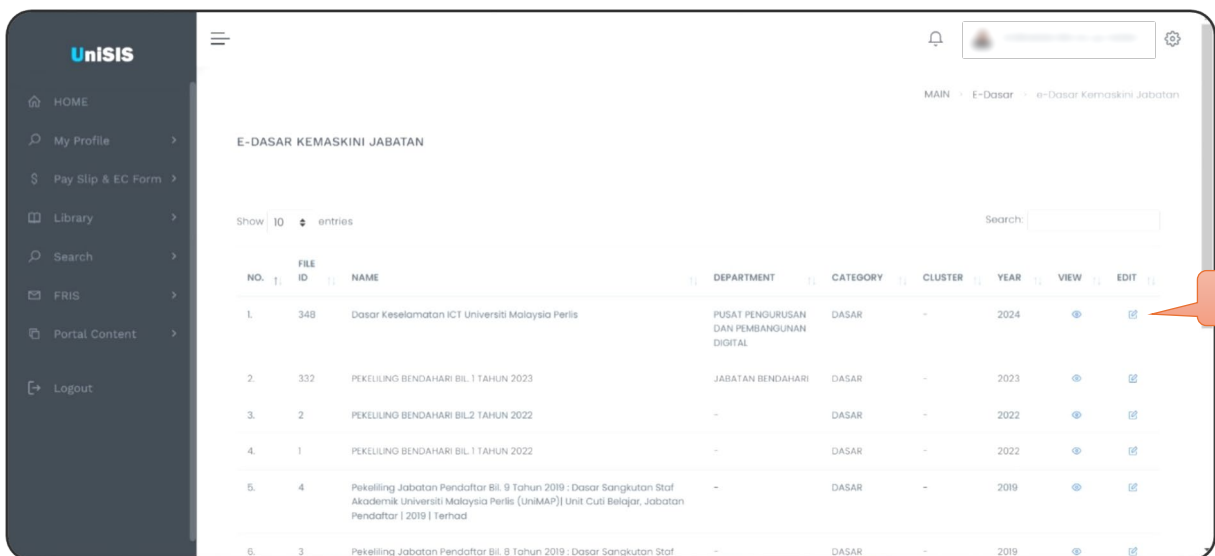 UniSIS
HOME
My Profile
Pay Slip & EC Form
Library
Search
FRIS
Portal Content
Logout
MAIN E-Dasar e-Dasar Kemaskini Jabatan
E-DASAR KEMASKINI JABATAN
Show 10 entries Search:
NO. FILE ID NAME DEPARTMENT CATEGORY CLUSTER YEAR VIEW EDIT
1. 348 Dasar Keselamatan ICT Universiti Malaysia Perlis PUSAT PENGURUSAN DASAR - 2024
DAN PEMBANGUNAN
DIGITAL
2. 332 PEKELILING BENDAHARI BIL. 1 TAHUN 2023 JABATAN BENDAHARI DASAR - 2023
3. 2 PEKELILING BENDAHARI BIL.2 TAHUN 2022 - DASAR - 2022
4. 1 PEKELILING BENDAHARI BIL. 1 TAHUN 2022 - DASAR - 2022
5. 4 Pekeliling Jabatan Pendaftar Bil. 9 Tahun 2019 : Dasar Sangkutan Staf - DASAR - 2019
Akademik Universiti Malaysia Perlis (UniMAP)| Unit Cuti Belajar, Jabatan
Pendaftar | 2019 | Terhad
6. 3 Pekeliling Jabatan Pendaftar Bil. 8 Tahun 2019 : Dasar Sangkutan Staf - DASAR - 2019